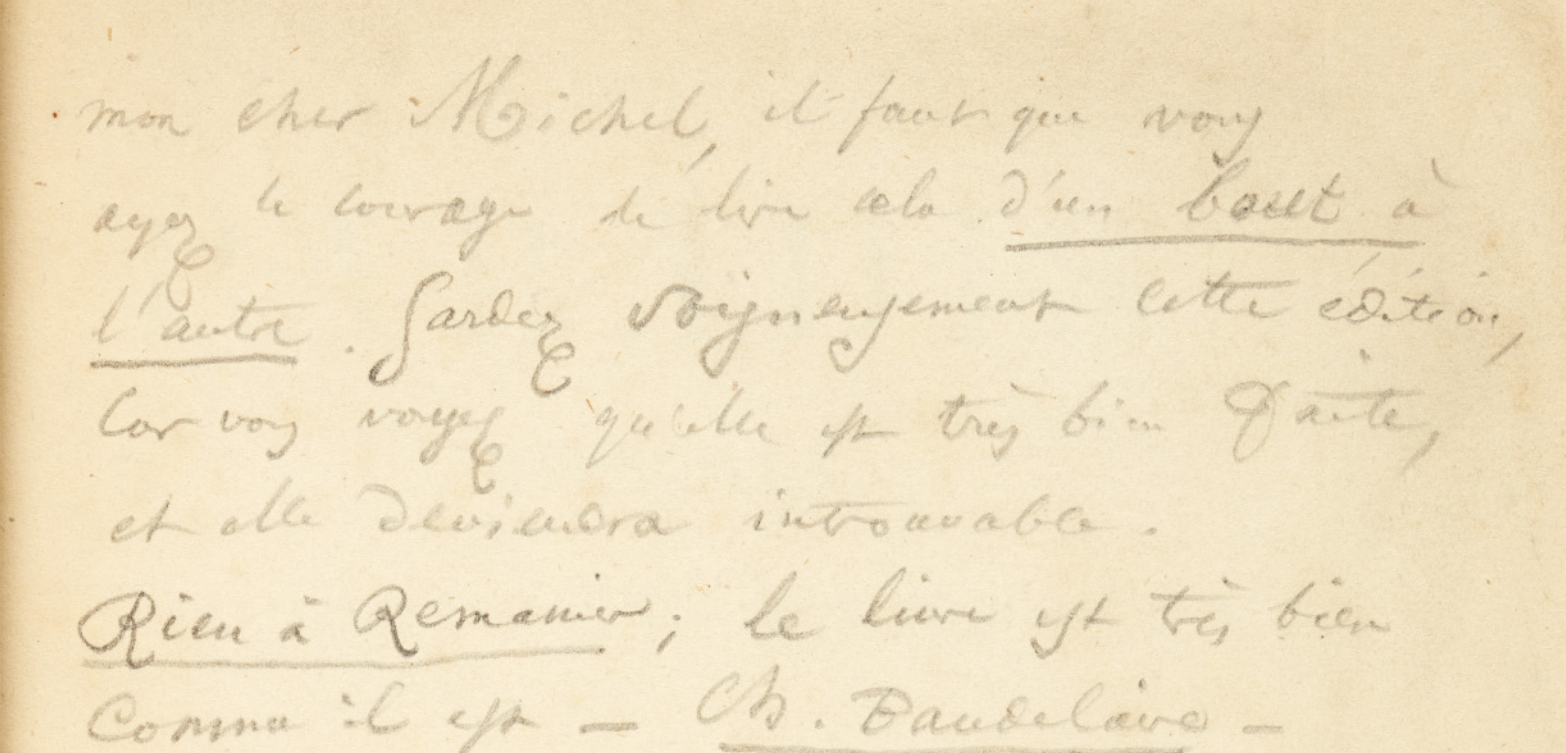 mon cher Michel, il faut que vous
ayez le courage de lire cela d'un bout à
l'autre. Gardez soigneusement cette édition,
Car vous voyez qu'elle est très bien faite,
et elle deviendra introuvable.
Rien à Remanier; le livre est très bien
Comme il est — Ch. Baudelaire —